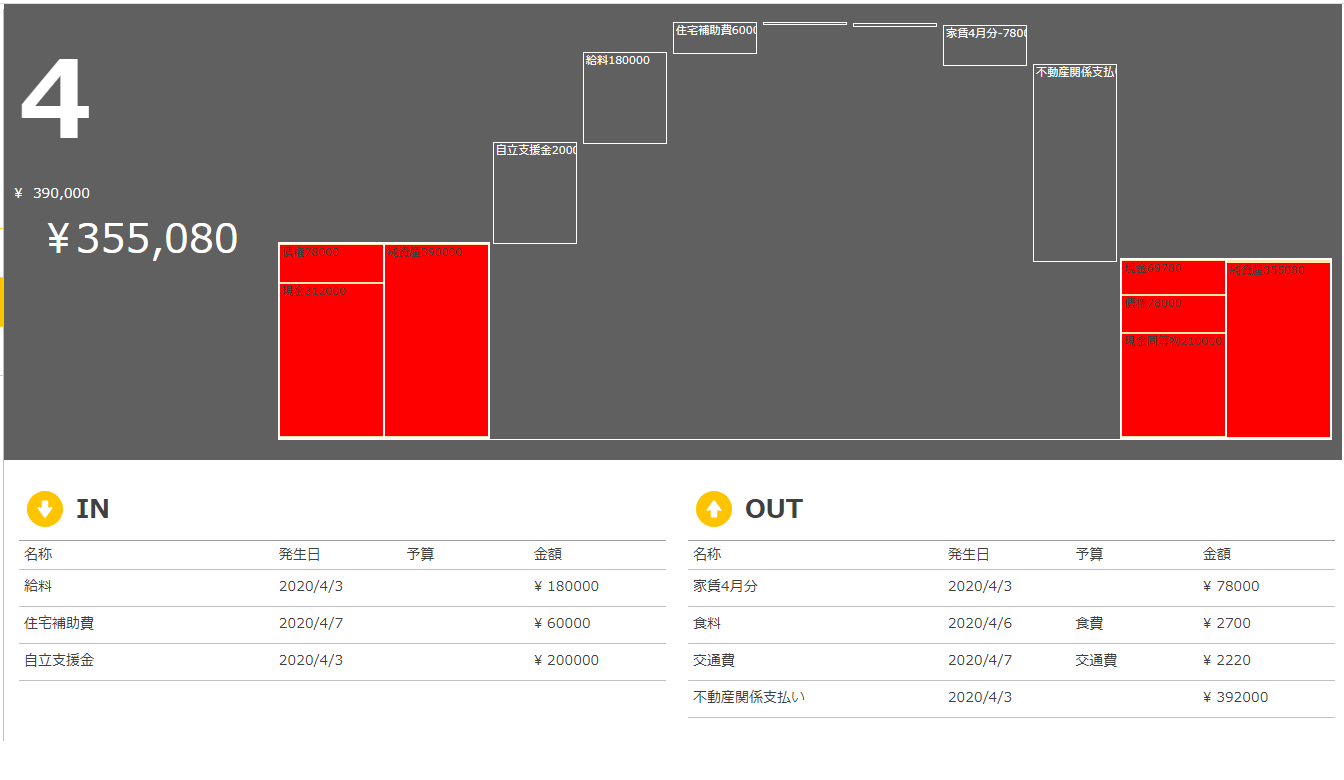 4
¥ 390,000
¥355,080
債権78000
現金312000
純資産390000
自立支援金2000
給料180000
住宅補助費6000
家賃4月分-7800
不動産関係支払い
現金69780
債権78000
現金同等物210000
純資産355080
IN
名称 発生日 予算 金額
給料 2020/4/3 ¥ 180000
住宅補助費 2020/4/7 ¥ 60000
自立支援金 2020/4/3 ¥ 200000
OUT
名称 発生日 予算 金額
家賃4月分 2020/4/3 ¥ 78000
食料 2020/4/6 食費 ¥ 2700
交通費 2020/4/7 交通費 ¥ 2220
不動産関係支払い 2020/4/3 ¥ 392000